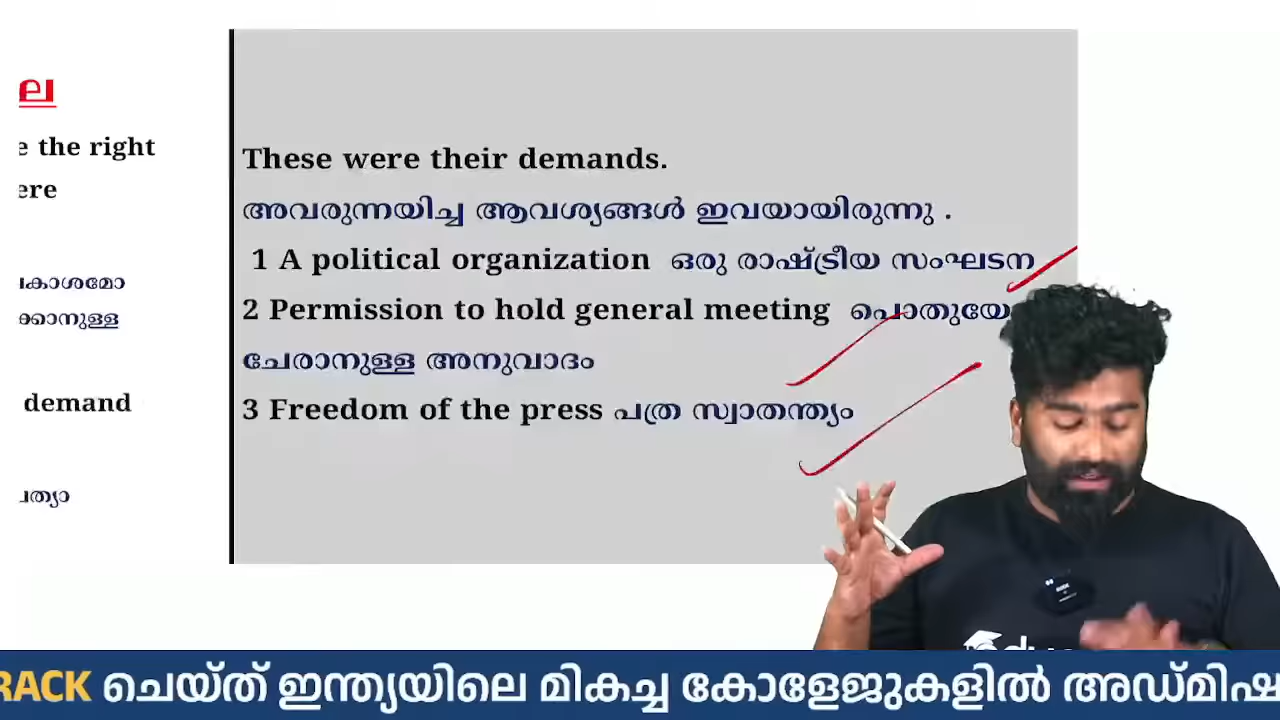 ല
e the right
ere
കാശമോ
ക്കാനുള്ള
demand
These were their demands.
അവരുന്നയിച്ച ആവശ്യങ്ങൾ ഇവയായിരുന്നു .
1 A political organization ഒരു രാഷ്ട്രീയ സംഘടന
2 Permission to hold general meeting പൊതുയോ
ചേരാനുള്ള അനുവാദം
3 Freedom of the press പത്ര സ്വാതന്ത്യം
RACK ചെയ്ത് ഇന്ത്യയിലെ മികച്ച കോളേജുകളിൽ അഡ്മിഷ